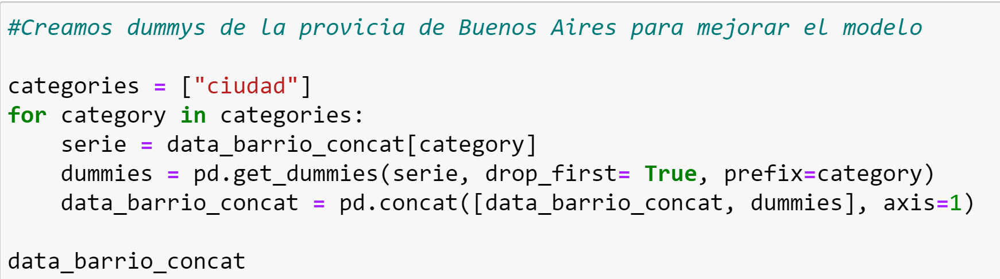 #Creamos dummys de la provicia de Buenos Aires para mejorar el modelo
categories = ["ciudad"]
for category in categories:
    serie = data_barrio_concat[category]
    dummies = pd.get_dummies(serie, drop_first= True, prefix=category)
    data_barrio_concat = pd.concat([data_barrio_concat, dummies], axis=1)
data_barrio_concat